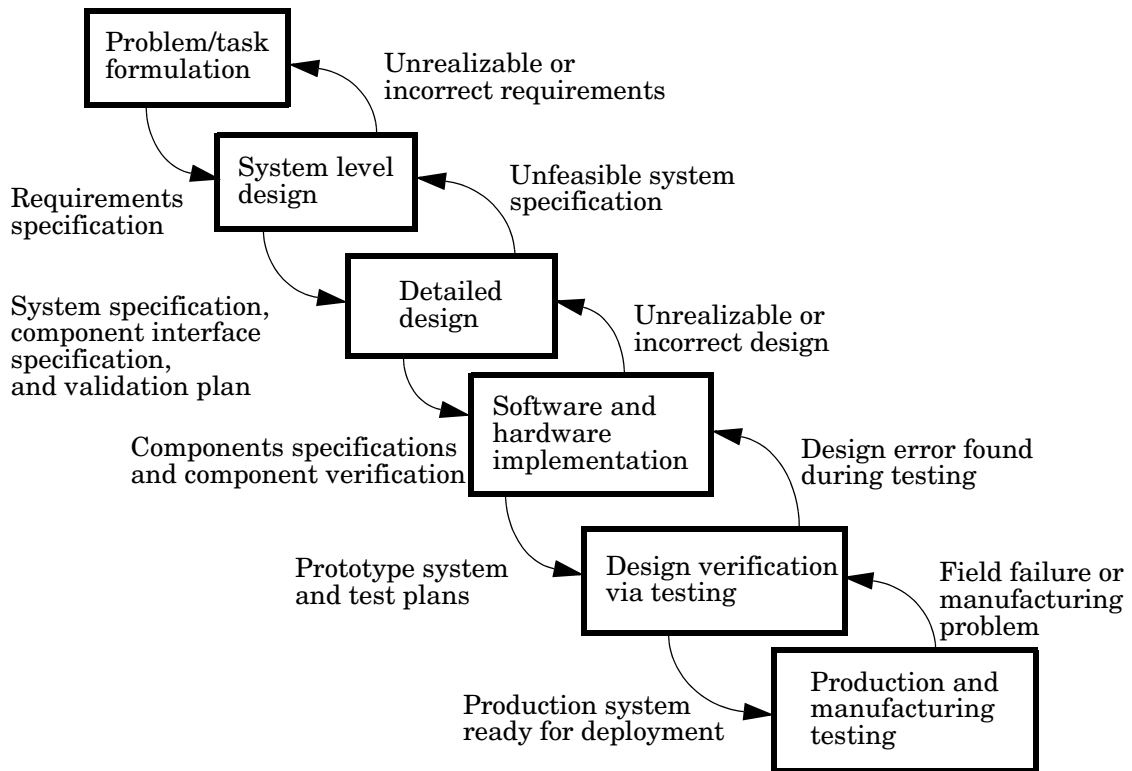 Problem/task
formulation
Unrealizable or
incorrect requirements
System level
design
Requirements
specification
Unfeasible system
specification
Detailed
design
System specification,
component interface
specification,
and validation plan
Unrealizable or
incorrect design
Software and
hardware
implementation
Components specifications
and component verification
Design error found
during testing
Design verification
via testing
Prototype system
and test plans
Field failure or
manufacturing
problem
Production and
manufacturing
testing
Production system
ready for deployment